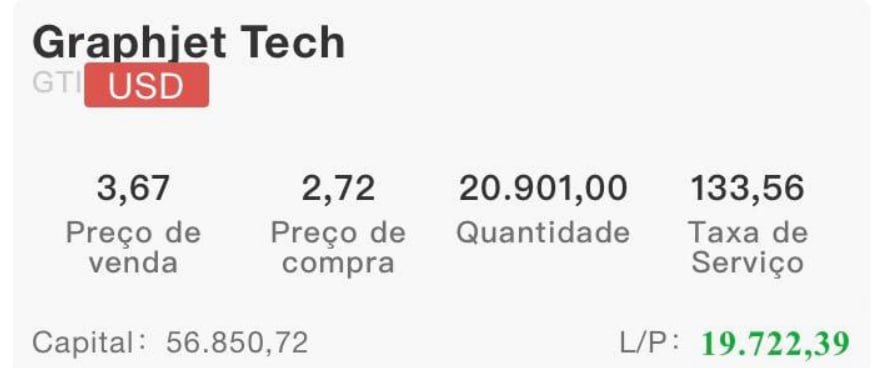 Graphjet Tech
GTI USD
3,67 2,72 20.901,00 133,56
Preço de venda Preço de compra Quantidade Taxa de Serviço
Capital: 56.850,72 L/P: 19.722,39